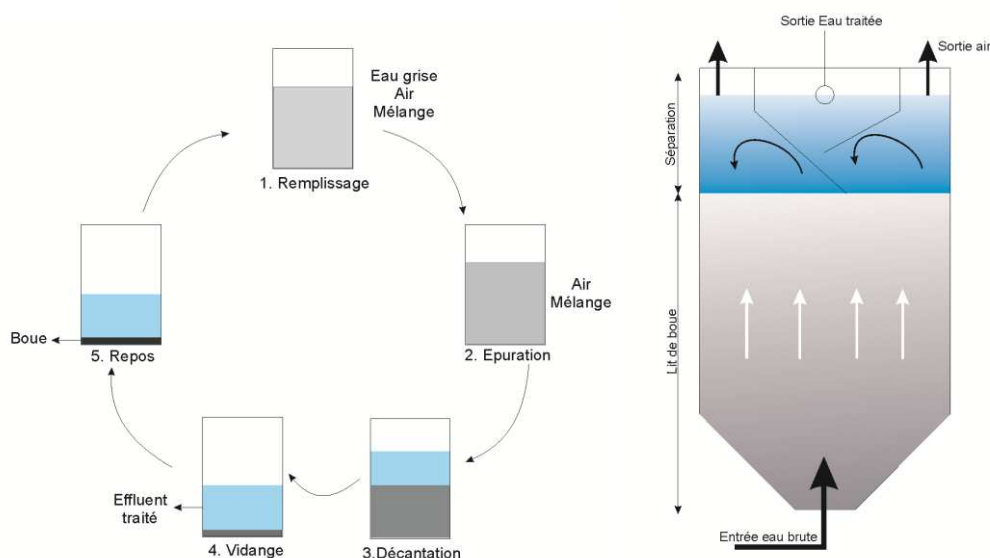 Eau grise
Air
Mélange
1. Remplissage
Air
Mélange
2. Epuration
3.Décantation
Effluent
traité
4. Vidange
Boue
5. Repos
Sortie Eau traitée
Sortie air
Séparation
Lit de boue
Entrée eau brute